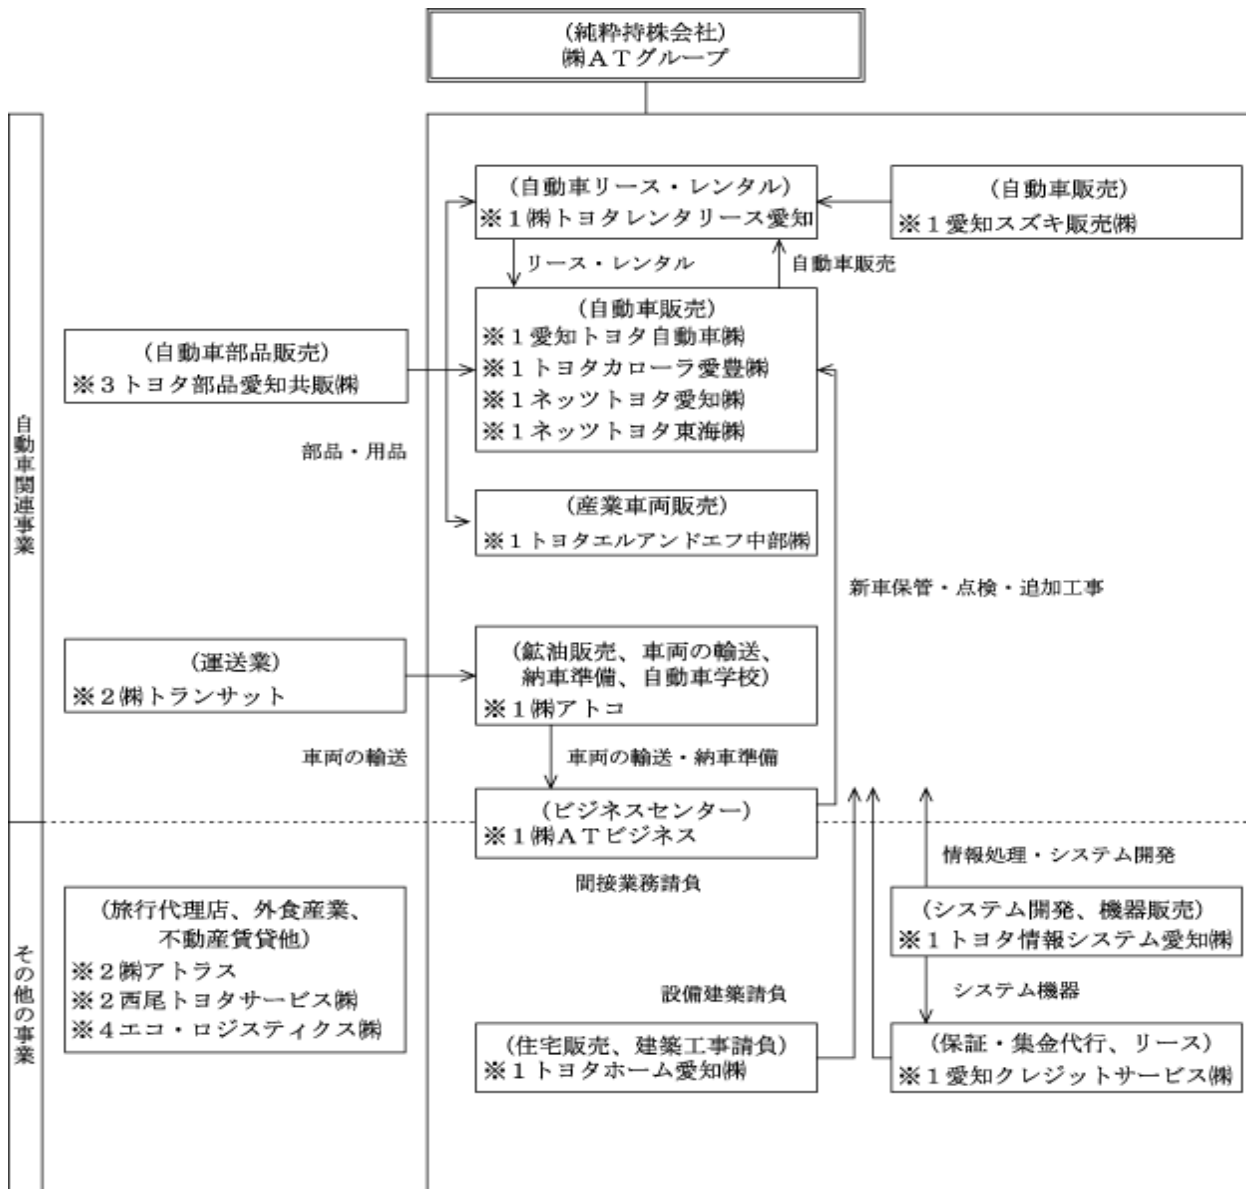 (純粋持株会社)
㈱ATグループ
自動車関連事業
(自動車リース・レンタル)
※1㈱トヨタレンタリース愛知
(自動車販売)
※1愛知スズキ販売㈱
リース・レンタル
自動車販売
(自動車部品販売)
※3トヨタ部品愛知共販㈱
部品・用品
(自動車販売)
※1愛知トヨタ自動車㈱
※1トヨタカローラ愛豊㈱
※1ネッツトヨタ愛知㈱
※1ネッツトヨタ東海㈱
(産業車両販売)
※1トヨタエルアンドエフ中部㈱
新車保管・点検・追加工事
(運送業)
※2㈱トランサット
車両の輸送
(鉱油販売、車両の輸送、
納車準備、自動車学校)
※1㈱アトコ
車両の輸送・納車準備
(ビジネスセンター)
※1㈱ATビジネス
間接業務請負
その他の事業
(旅行代理店、外食産業、
不動産賃貸他)
※2㈱アトラス
※2西尾トヨタサービス㈱
※4エコ・ロジスティクス㈱
情報処理・システム開発
(システム開発、機器販売)
※1トヨタ情報システム愛知㈱
システム機器
設備建築請負
(住宅販売、建築工事請負)
※1トヨタホーム愛知㈱
(保証・集金代行、リース)
※1愛知クレジットサービス㈱